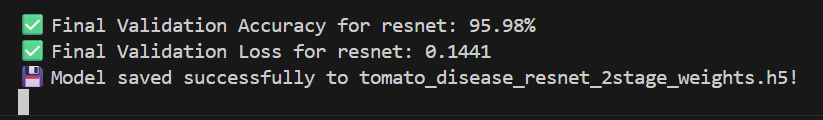 ✅ Final Validation Accuracy for resnet: 95.98%
✅ Final Validation Loss for resnet: 0.1441
💾 Model saved successfully to tomato_disease_resnet_2stage_weights.h5!